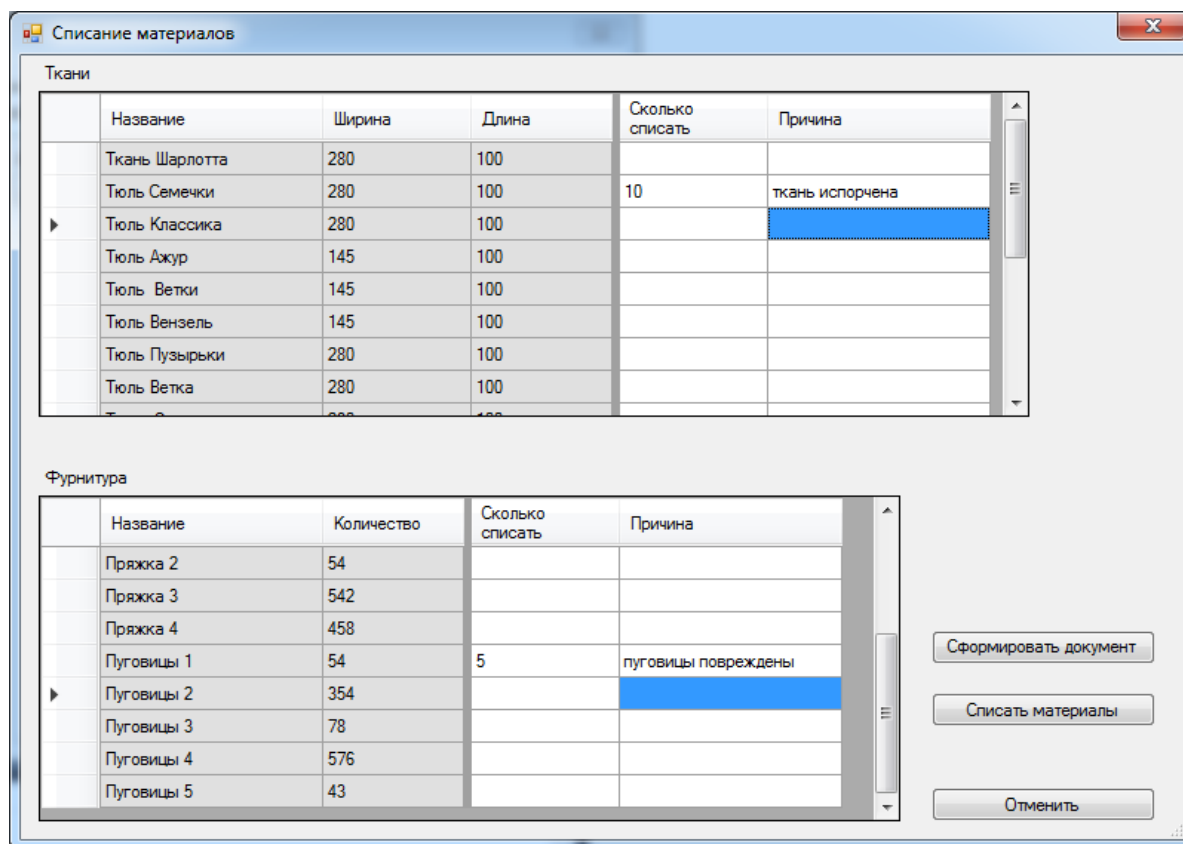 Списание материалов
Ткани
Название Ширина Длина Сколько списать Причина
Ткань Шарлотта 280 100
Тюль Семечки 280 100 10 ткань испорчена
Тюль Классика 280 100
Тюль Ажур 145 100
Тюль  Ветки 145 100
Тюль Вензель 145 100
Тюль Пузырьки 280 100
Тюль Ветка 280 100
Фурнитура
Название Количество Сколько списать Причина
Пряжка 2 54
Пряжка 3 542
Пряжка 4 458
Пуговицы 1 54 5 пуговицы повреждены
Пуговицы 2 354
Пуговицы 3 78
Пуговицы 4 576
Пуговицы 5 43
Сформировать документ
Списать материалы
Отменить